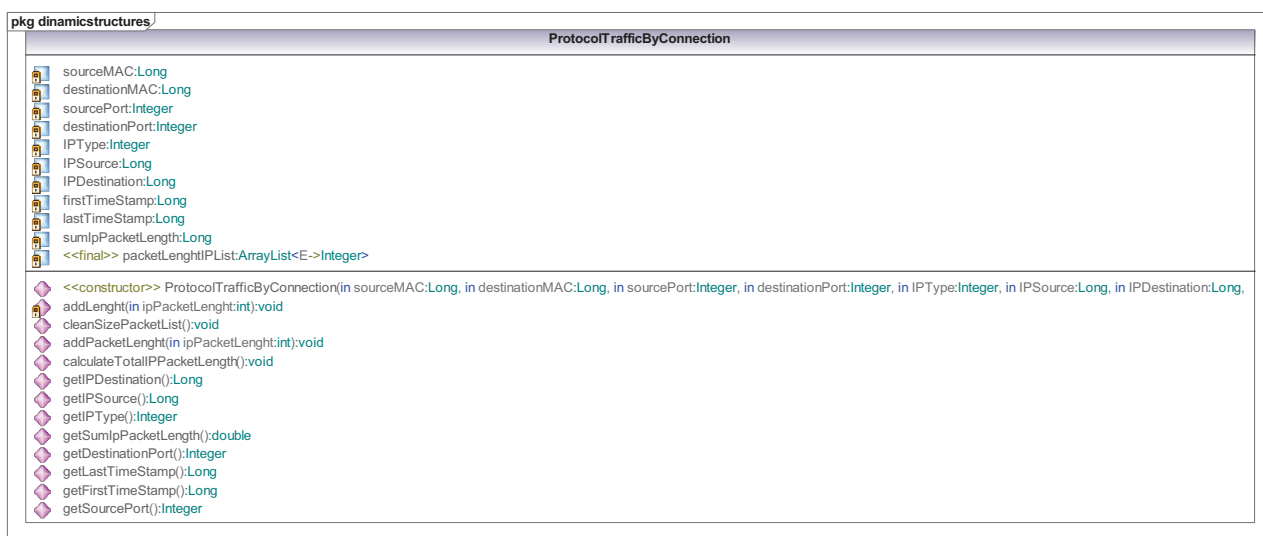 pkg dinamicstructures
ProtocolTrafficByConnection
sourceMAC:Long
destinationMAC:Long
sourcePort:Integer
destinationPort:Integer
IPType:Integer
IPSource:Long
IPDestination:Long
firstTimeStamp:Long
lastTimeStamp:Long
sumIpPacketLength:Long
<<final>> packetLenghtIPList:ArrayList<E->Integer>
<<constructor>> ProtocolTrafficByConnection(in sourceMAC:Long, in destinationMAC:Long, in sourcePort:Integer, in destinationPort:Integer, in IPType:Integer, in IPSource:Long, in IPDestination:Long,
addLenght(in ipPacketLenght:int):void
cleanSizePacketList():void
addPacketLenght(in ipPacketLenght:int):void
calculateTotalIPPacketLength():void
getIPDestination():Long
getIPSource():Long
getIPType():Integer
getSumIpPacketLength():double
getDestinationPort():Integer
getLastTimeStamp():Long
getFirstTimeStamp():Long
getSourcePort():Integer